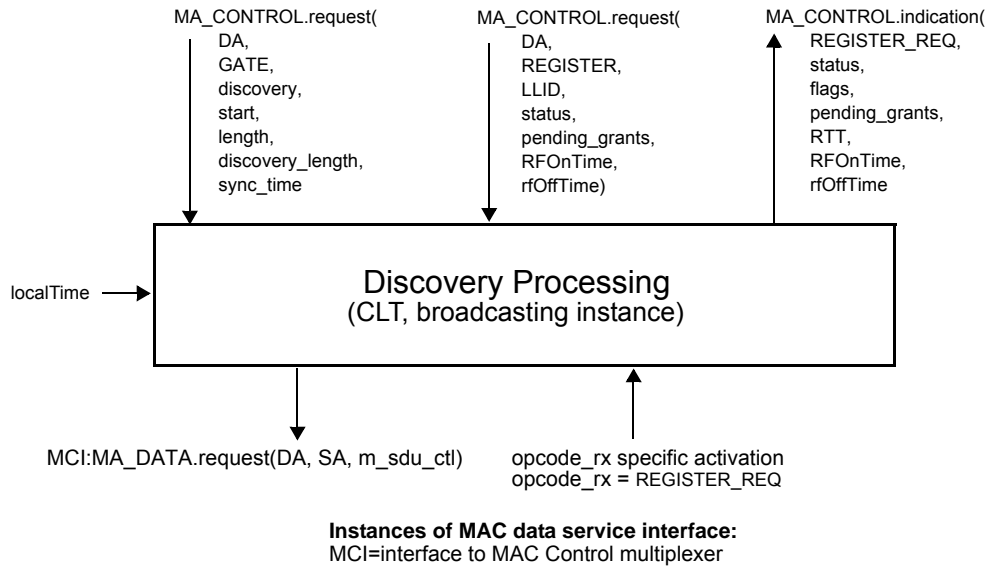 MA_CONTROL.request(
DA,
GATE,
discovery,
start,
length,
discovery_length,
sync_time
MA_CONTROL.request(
DA,
REGISTER,
LLID,
status,
pending_grants,
RFOnTime,
rfOffTime)
MA_CONTROL.indication(
REGISTER_REQ,
status,
flags,
pending_grants,
RTT,
RFOnTime,
rfOffTime
localTime
Discovery Processing
(CLT, broadcasting instance)
MCI:MA_DATA.request(DA, SA, m_sdu_ctl)
opcode_rx specific activation
opcode_rx = REGISTER_REQ
Instances of MAC data service interface:
MCI=interface to MAC Control multiplexer